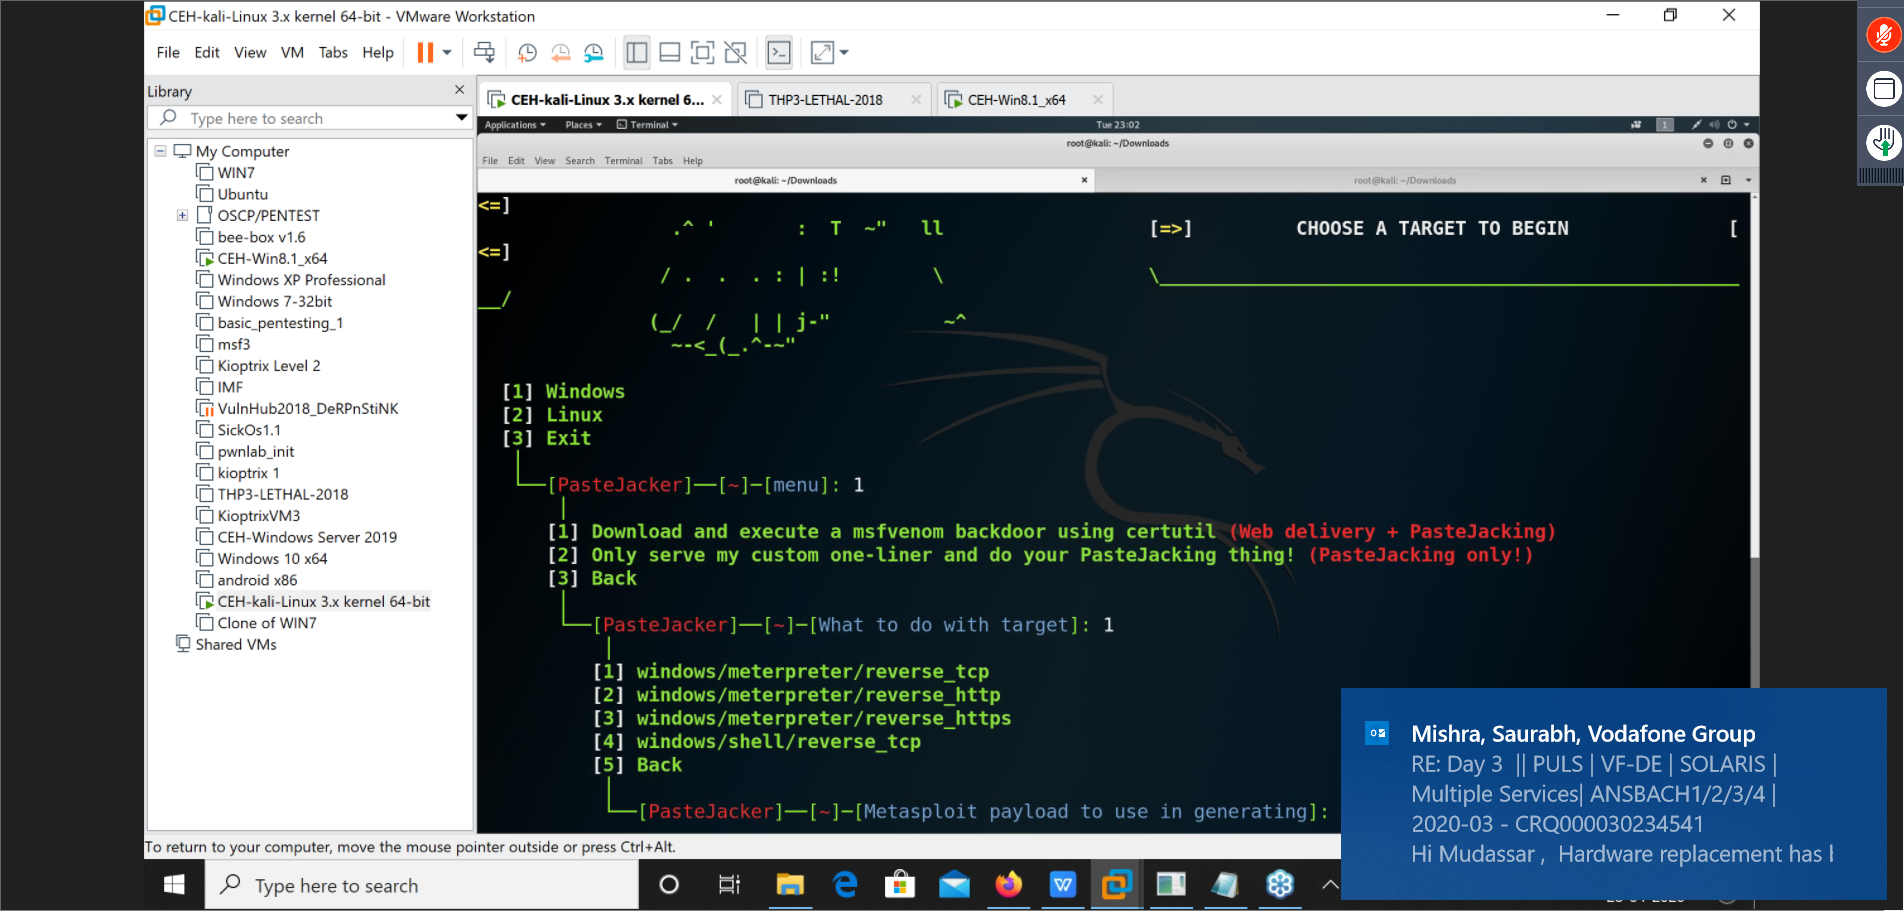 CEH-kali-Linux 3.x kernel 64-bit - VMware Workstation
File Edit View VM Tabs Help
Library
Type here to search
My Computer
WIN7
Ubuntu
OSCP/PENTEST
bee-box v1.6
CEH-Win8.1_x64
Windows XP Professional
Windows 7-32bit
basic_pentesting_1
msf3
Kioptrix Level 2
IMF
VulnHub2018_DeRPnStiNK
SickOs1.1
pwnlab_init
kioptrix 1
THP3-LETHAL-2018
KioptrixVM3
CEH-Windows Server 2019
Windows 10 x64
android x86
CEH-kali-Linux 3.x kernel 64-bit
Clone of WIN7
Shared VMs
CEH-kali-Linux 3.x kernel 6... THP3-LETHAL-2018 CEH-Win8.1_x64
Applications Places Terminal Tue 23:02 1
root@kali: ~/Downloads
File Edit View Search Terminal Tabs Help
root@kali: ~/Downloads root@kali: ~/Downloads
<=]
.^ ' : T ~" ll [=>] CHOOSE A TARGET TO BEGIN [
<=]
/ . . . : | :! \ \___________________________________________________
__/
(_/ / | | j-" ~^
~-<_(_.^-~"
[1] Windows
[2] Linux
[3] Exit
[PasteJacker]──[~]─[menu]: 1
[1] Download and execute a msfvenom backdoor using certutil (Web delivery + PasteJacking)
[2] Only serve my custom one-liner and do your PasteJacking thing! (PasteJacking only!)
[3] Back
[PasteJacker]──[~]─[What to do with target]: 1
[1] windows/meterpreter/reverse_tcp
[2] windows/meterpreter/reverse_http
[3] windows/meterpreter/reverse_https
[4] windows/shell/reverse_tcp
[5] Back
[PasteJacker]──[~]─[Metasploit payload to use in generating]:
To return to your computer, move the mouse pointer outside or press Ctrl+Alt.
Mishra, Saurabh, Vodafone Group
RE: Day 3 || PULS | VF-DE | SOLARIS |
Multiple Services| ANSBACH1/2/3/4 |
2020-03 - CRQ000030234541
Hi Mudassar , Hardware replacement has
Type here to search